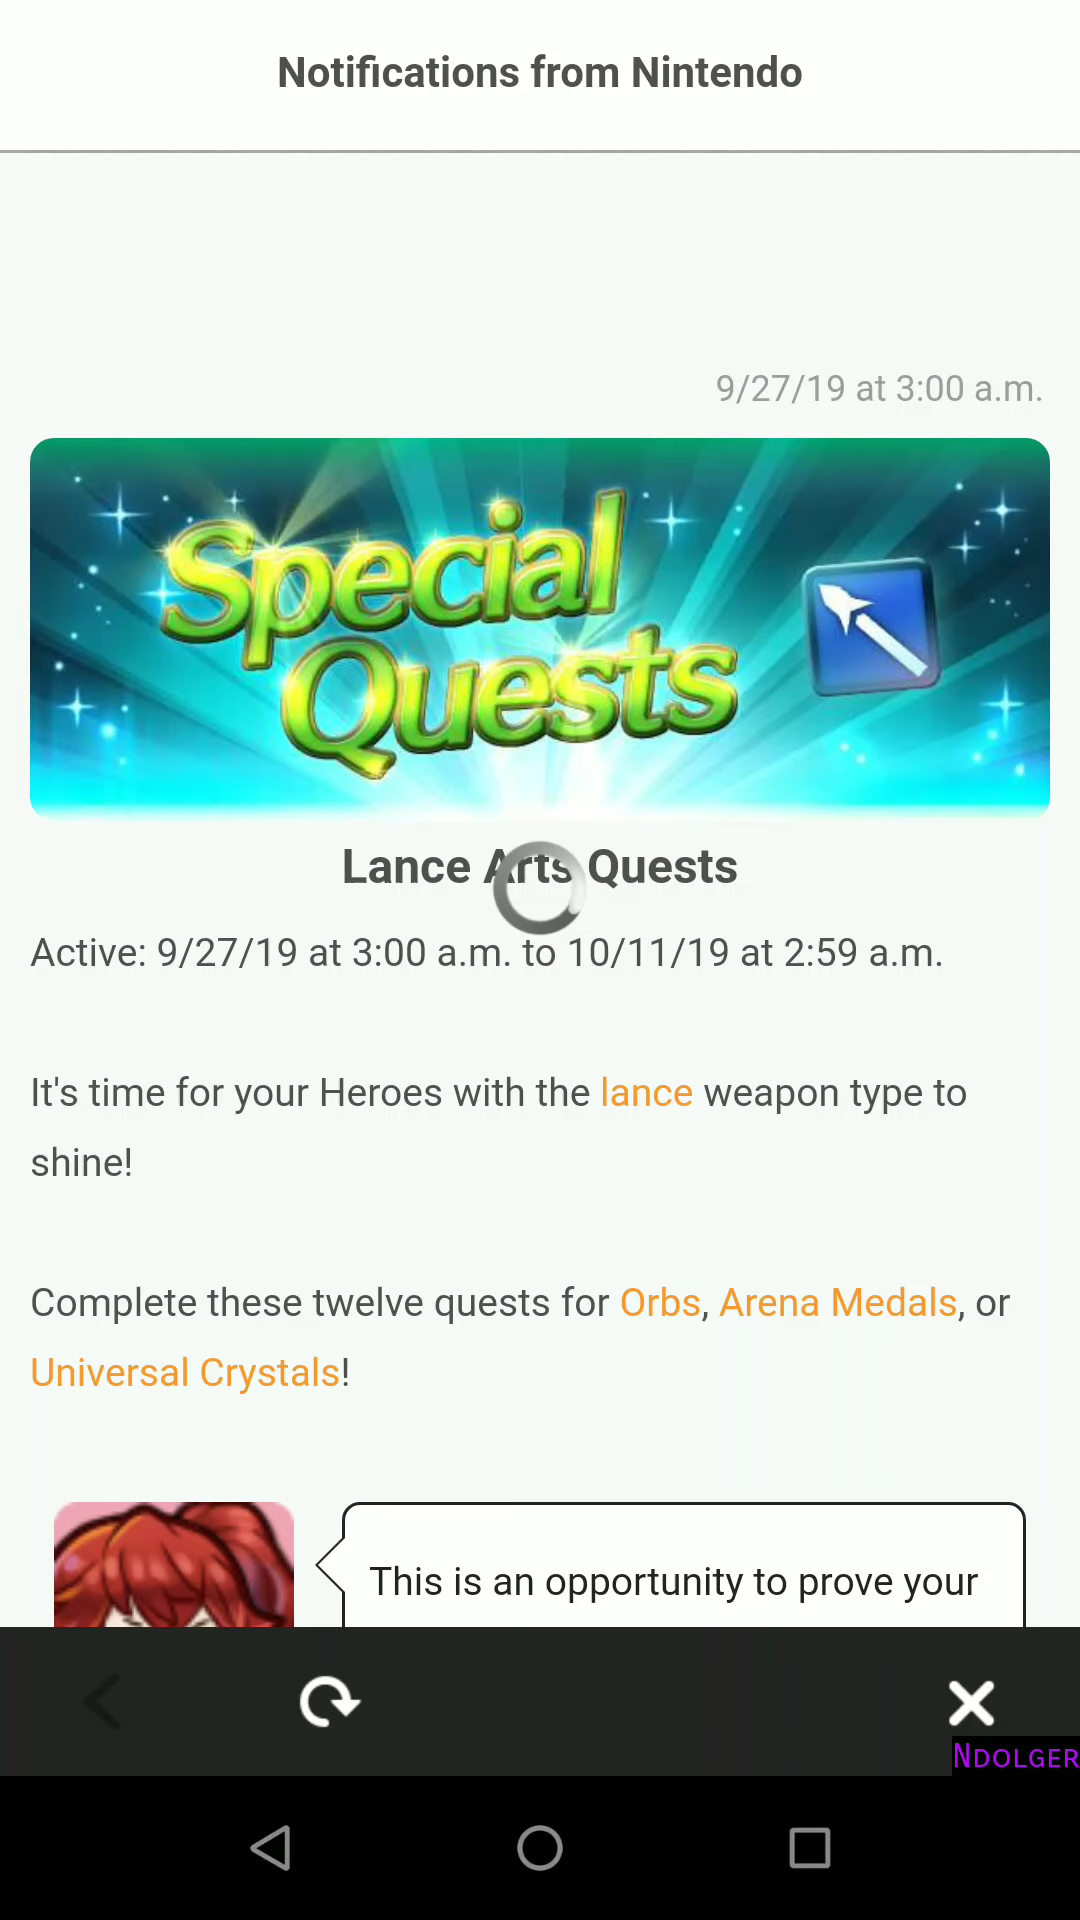 Notifications from Nintendo
9/27/19 at 3:00 a.m.
Special
Quests
Lance Arts Quests
Active: 9/27/19 at 3:00 a.m. to 10/11/19 at 2:59 a.m.
It's time for your Heroes with the lance weapon type to
shine!
Complete these twelve quests for Orbs, Arena Medals, or
Universal Crystals!
This is an opportunity to prove your
NDOLGER